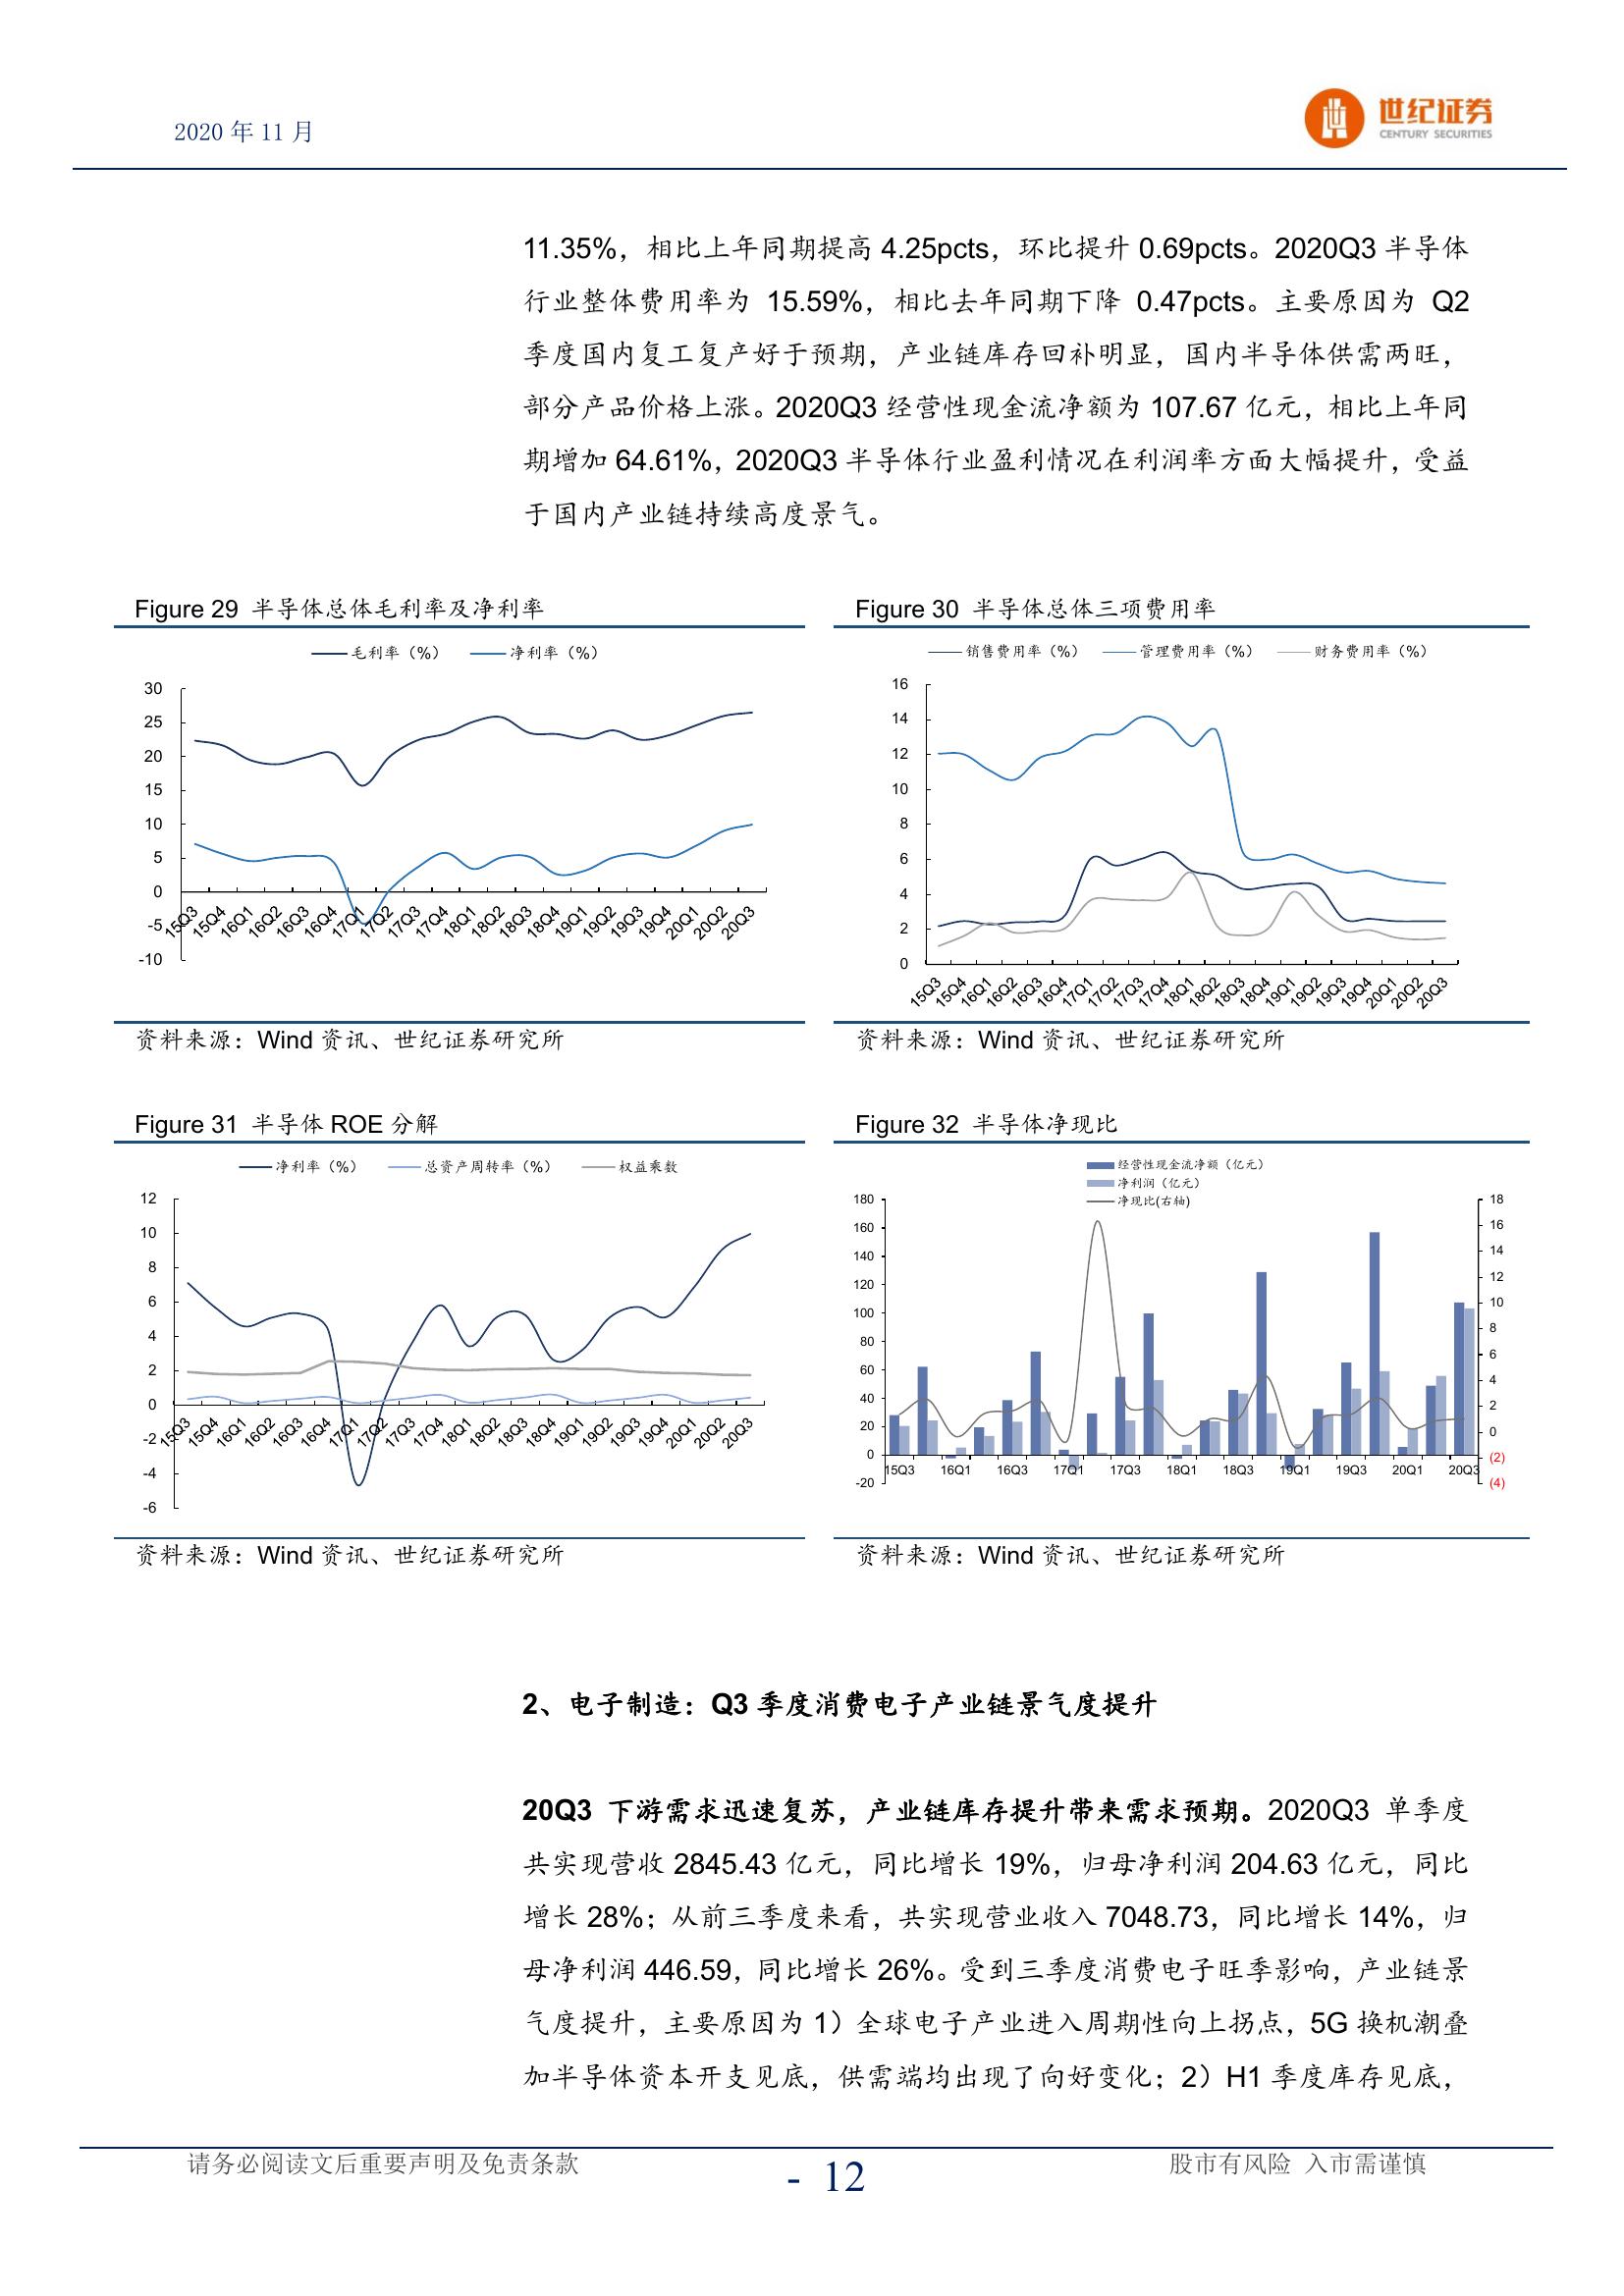 2020 年 11 月
世纪证券
CENTURY SECURITIES
11.35%，相比上年同期提高 4.25pcts，环比提升 0.69pcts。2020Q3 半导体
行业整体费用率为 15.59%，相比去年同期下降 0.47pcts。主要原因为 Q2
季度国内复工复产好于预期，产业链库存回补明显，国内半导体供需两旺，
部分产品价格上涨。2020Q3 经营性现金流净额为 107.67 亿元，相比上年同
期增加 64.61%，2020Q3 半导体行业盈利情况在利润率方面大幅提升，受益
于国内产业链持续高度景气。
Figure 29 半导体总体毛利率及净利率
毛利率（%） 净利率（%）
30
25
20
15
10
5
0
-5
-10
15Q3 15Q4 16Q1 16Q2 16Q3 16Q4 17Q1 17Q2 17Q3 17Q4 18Q1 18Q2 18Q3 18Q4 19Q1 19Q2 19Q3 19Q4 20Q1 20Q2 20Q3
资料来源：Wind 资讯、世纪证券研究所
Figure 30 半导体总体三项费用率
销售费用率（%） 管理费用率（%） 财务费用率（%）
16
14
12
10
8
6
4
2
0
15Q3 15Q4 16Q1 16Q2 16Q3 16Q4 17Q1 17Q2 17Q3 17Q4 18Q1 18Q2 18Q3 18Q4 19Q1 19Q2 19Q3 19Q4 20Q1 20Q2 20Q3
资料来源：Wind 资讯、世纪证券研究所
Figure 31 半导体 ROE 分解
净利率（%） 总资产周转率（%） 权益乘数
12
10
8
6
4
2
0
-2
-4
-6
15Q3 15Q4 16Q1 16Q2 16Q3 16Q4 17Q1 17Q2 17Q3 17Q4 18Q1 18Q2 18Q3 18Q4 19Q1 19Q2 19Q3 19Q4 20Q1 20Q2 20Q3
资料来源：Wind 资讯、世纪证券研究所
Figure 32 半导体净现比
经营性现金流净额（亿元）
净利润（亿元）
净现比(右轴)
180
160
140
120
100
80
60
40
20
0
-20
18
16
14
12
10
8
6
4
2
0
(2)
(4)
15Q3 16Q1 16Q3 17Q1 17Q3 18Q1 18Q3 19Q1 19Q3 20Q1 20Q3
资料来源：Wind 资讯、世纪证券研究所
2、电子制造：Q3 季度消费电子产业链景气度提升
20Q3 下游需求迅速复苏，产业链库存提升带来需求预期。2020Q3 单季度
共实现营收 2845.43 亿元，同比增长 19%，归母净利润 204.63 亿元，同比
增长 28%；从前三季度来看，共实现营业收入 7048.73，同比增长 14%，归
母净利润 446.59，同比增长 26%。受到三季度消费电子旺季影响，产业链景
气度提升，主要原因为 1）全球电子产业进入周期性向上拐点，5G 换机潮叠
加半导体资本开支见底，供需端均出现了向好变化；2）H1 季度库存见底，
请务必阅读文后重要声明及免责条款
- 12
股市有风险 入市需谨慎